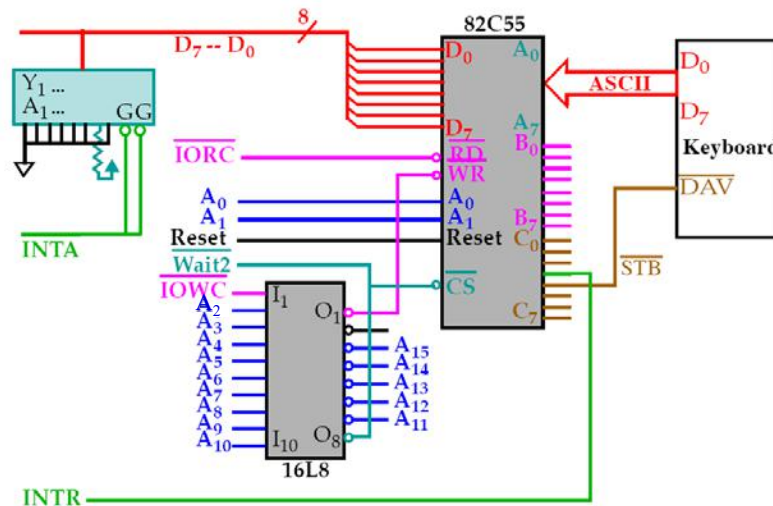 82C55
8
D7 -- D0
D0
A0
D0
ASCII
Y1 ...
A1 ...
GG
D7
A7
D7
B0
Keyboard
IORC
RD
WR
DAV
A0
A0
A1
A1
B7
Reset
Reset
C0
INTA
Wait2
STB
IOWC
CS
I1
A2
O1
C7
A3
A4
A15
A5
A14
A6
A13
A7
A12
A8
A11
A9
I10
O8
A10
16L8
INTR